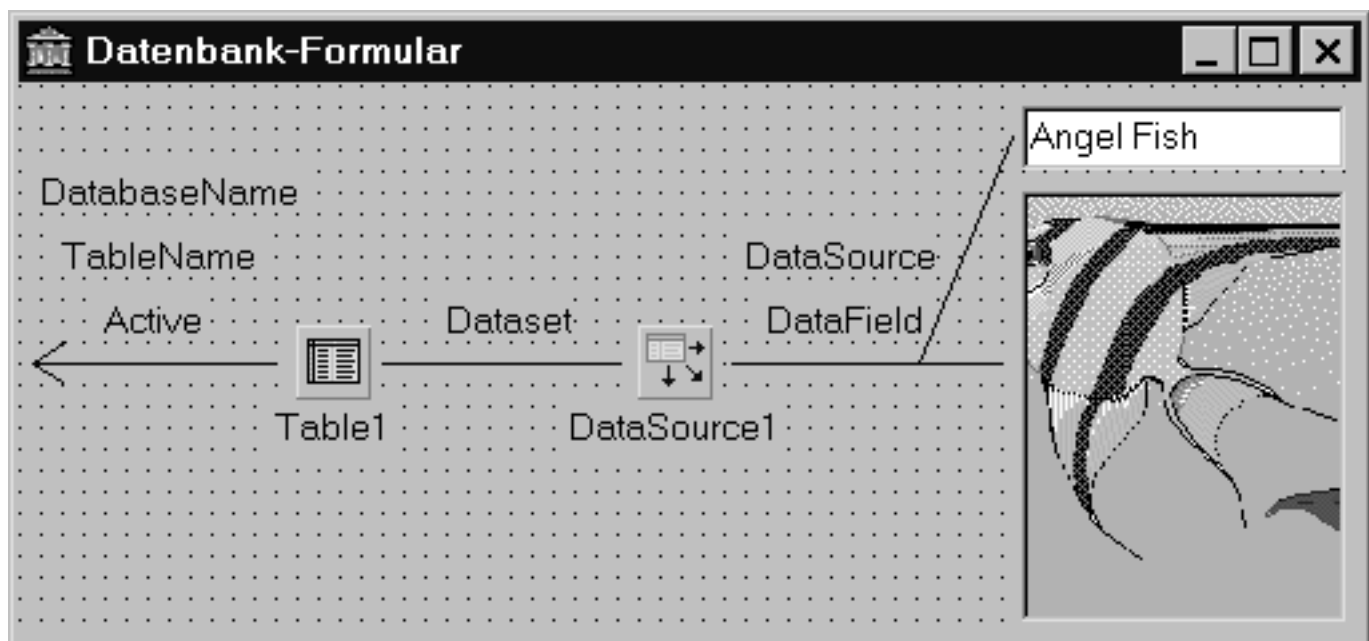 Datenbank-Formular
Angel Fish
DatabaseName
TableName
DataSource
Active
Dataset
DataField
Table1
DataSource1